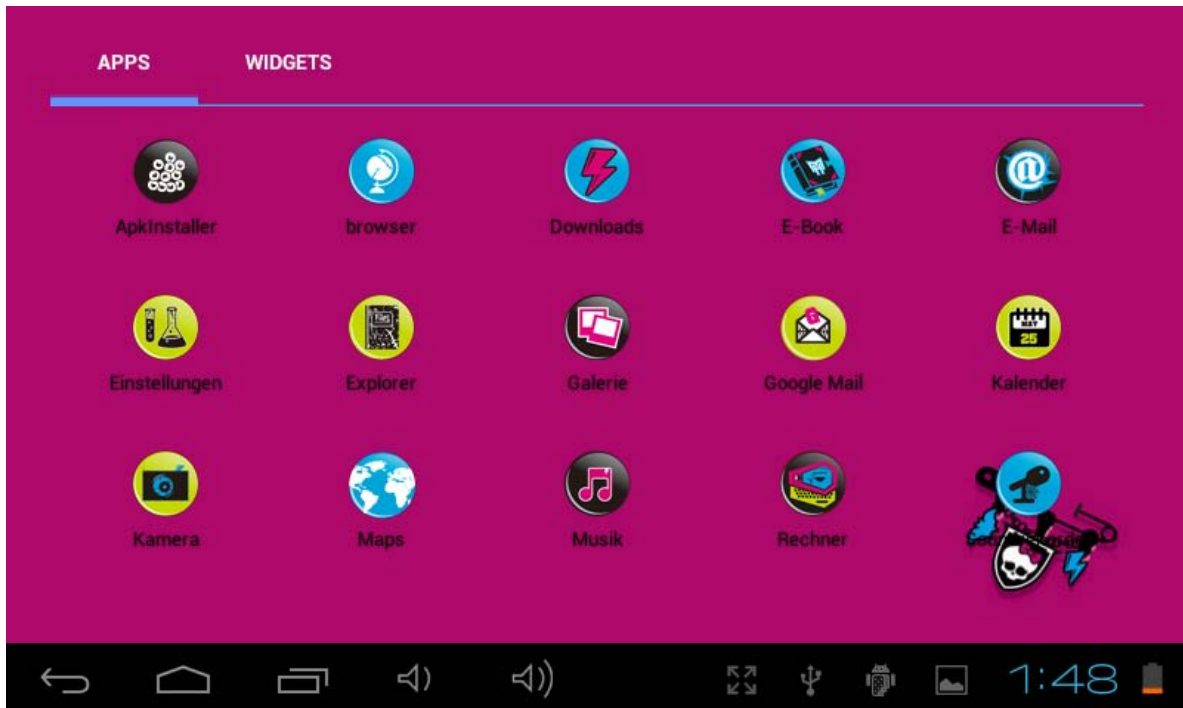 APPS WIDGETS
ApkInstaller browser Downloads E-Book E-Mail
Einstellungen Explorer Galerie Google Mail Kalender
Kamera Maps Musik Rechner
1:48